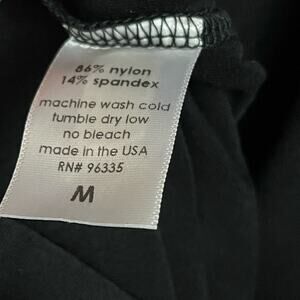 86% nylon
14% spandex
machine wash cold
tumble dry low
no bleach
made in the USA
RN# 96335
M